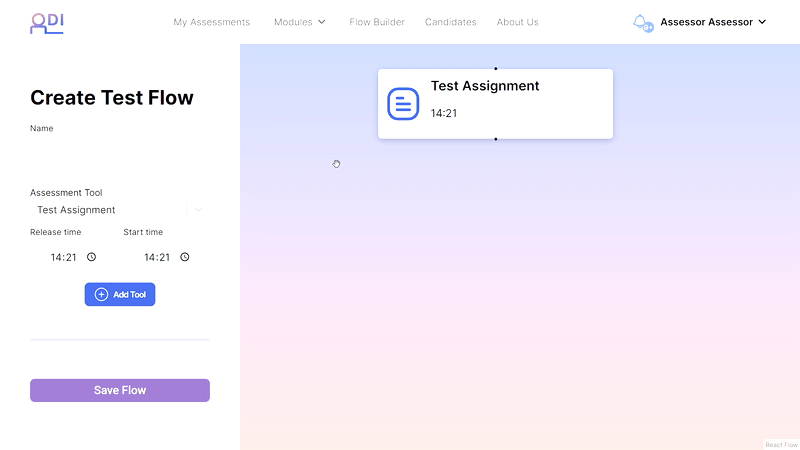 ODI
My Assessments
Modules
Flow Builder
Candidates
About Us
9+
Assessor Assessor
Create Test Flow
Name
Assessment Tool
Test Assignment
Release time
Start time
14:21
14:21
Add Tool
Save Flow
Test Assignment
14:21
React Flow